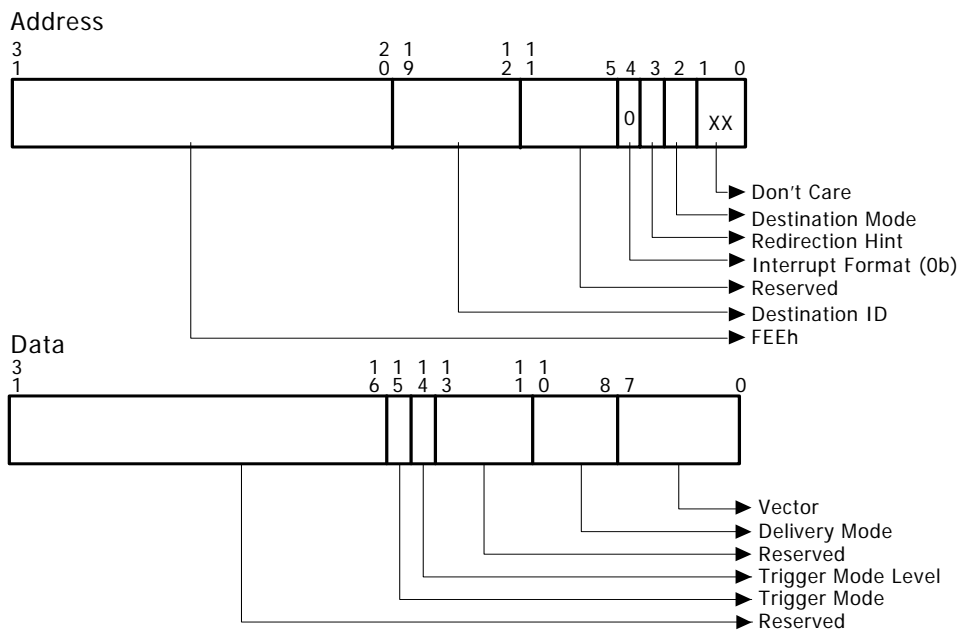 Address
3 2 1 1 1
1 0 9 2 1 5 4 3 2 1 0
0 XX
Don't Care
Destination Mode
Redirection Hint
Interrupt Format (0b)
Reserved
Destination ID
FEEh
Data
3 1 1 1 1 1 1
1 6 5 4 3 1 0 8 7 0
Vector
Delivery Mode
Reserved
Trigger Mode Level
Trigger Mode
Reserved